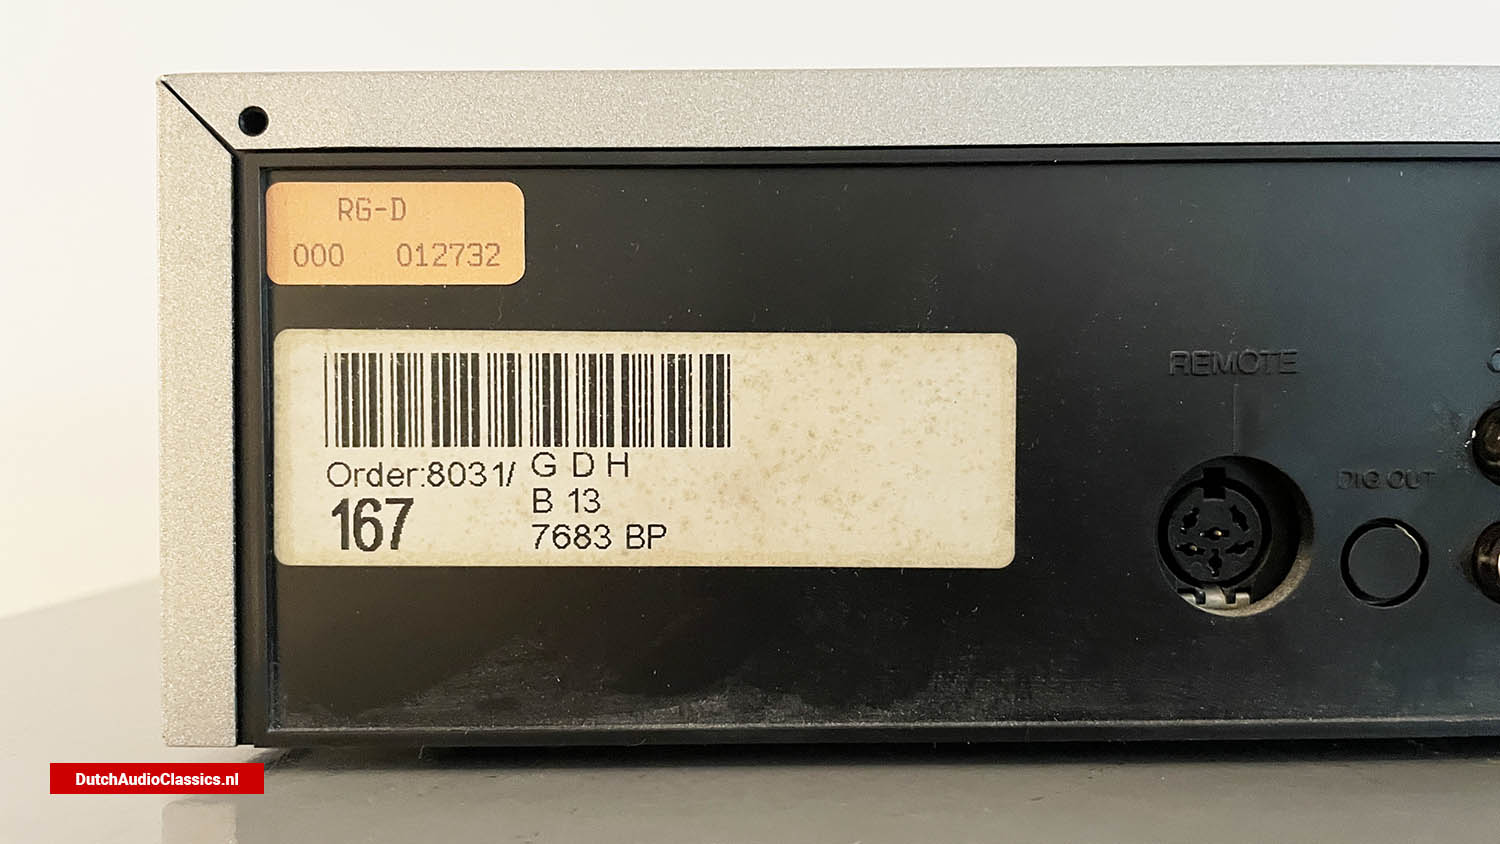 RG-D
000 012732
Order:8031/ G D H
167 B 13
7683 BP
REMOTE
DIG OUT
DutchAudioClassics.nl